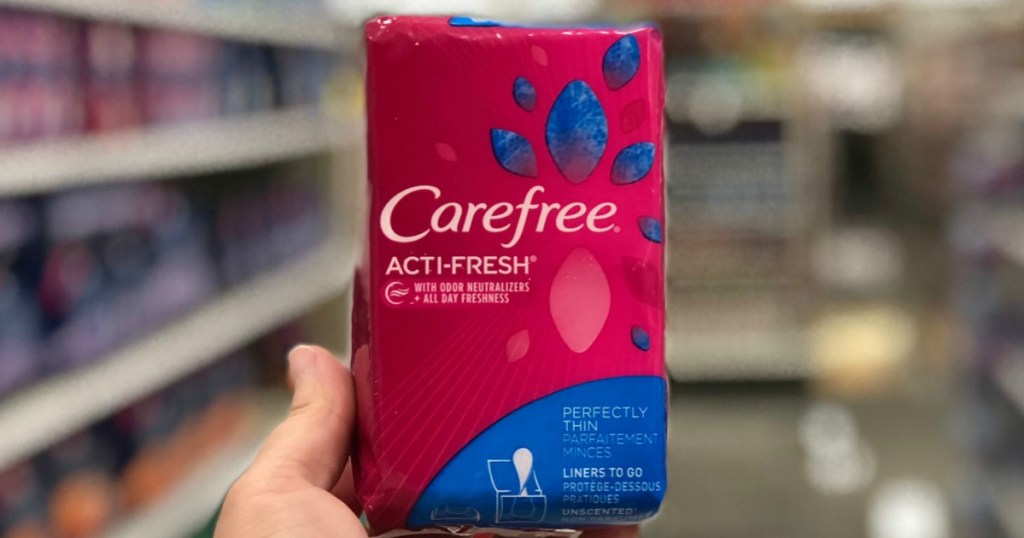 Carefree®
ACTI-FRESH®
WITH ODOR NEUTRALIZERS
+ ALL DAY FRESHNESS
PERFECTLY
THIN
PARFAITEMENT
MINCES
LINERS TO GO
PROTÈGE-DESSOUS
PRATIQUES
UNSCENTED